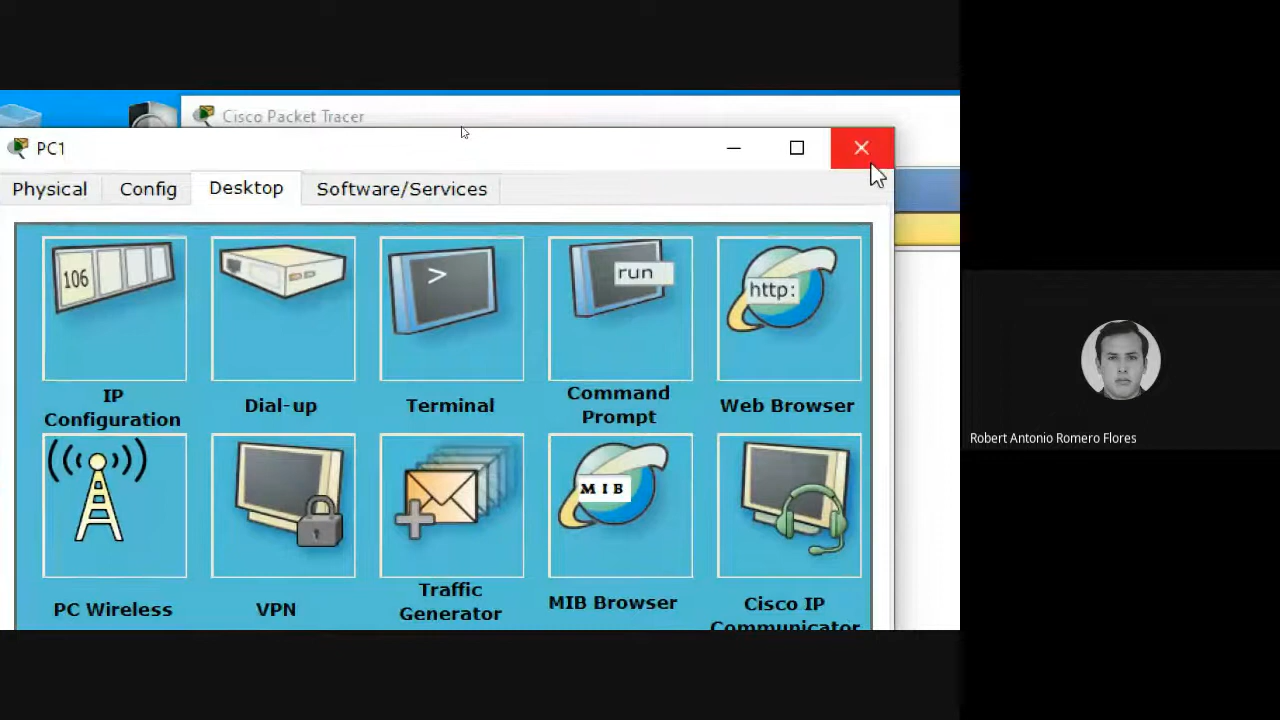 Cisco Packet Tracer
PC1
Physical
Config
Desktop
Software/Services
106
>
run
http:
IP
Configuration
Dial-up
Terminal
Command
Prompt
Web Browser
MIB
PC Wireless
VPN
Traffic
Generator
MIB Browser
Cisco IP
Communicator
Robert Antonio Romero Flores